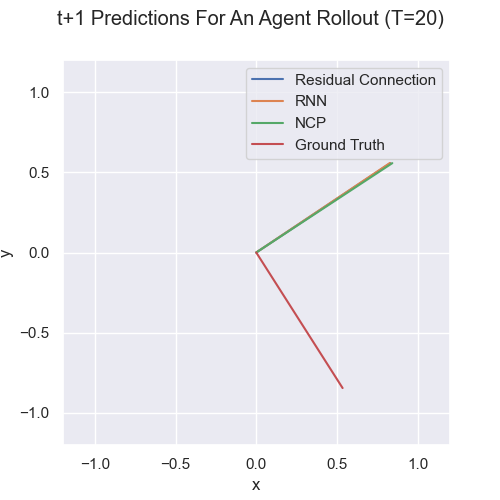 t+1 Predictions For An Agent Rollout (T=20)
Residual Connection
RNN
NCP
Ground Truth
1.0
0.5
0.0
−0.5
−1.0
y
−1.0 −0.5 0.0 0.5 1.0
x